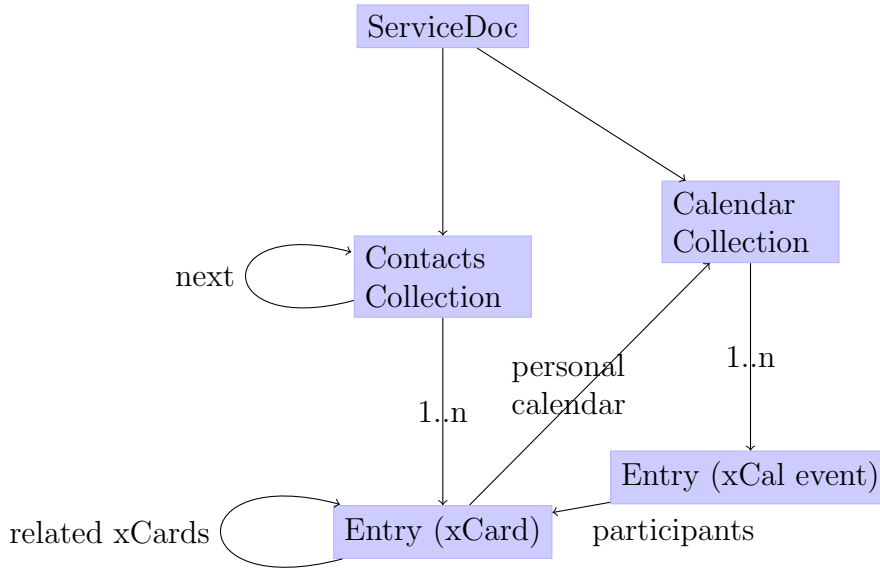 ServiceDoc
Calendar
Collection
Contacts
Collection
next
personal
calendar
1..n
1..n
Entry (xCal event)
related xCards
Entry (xCard)
participants